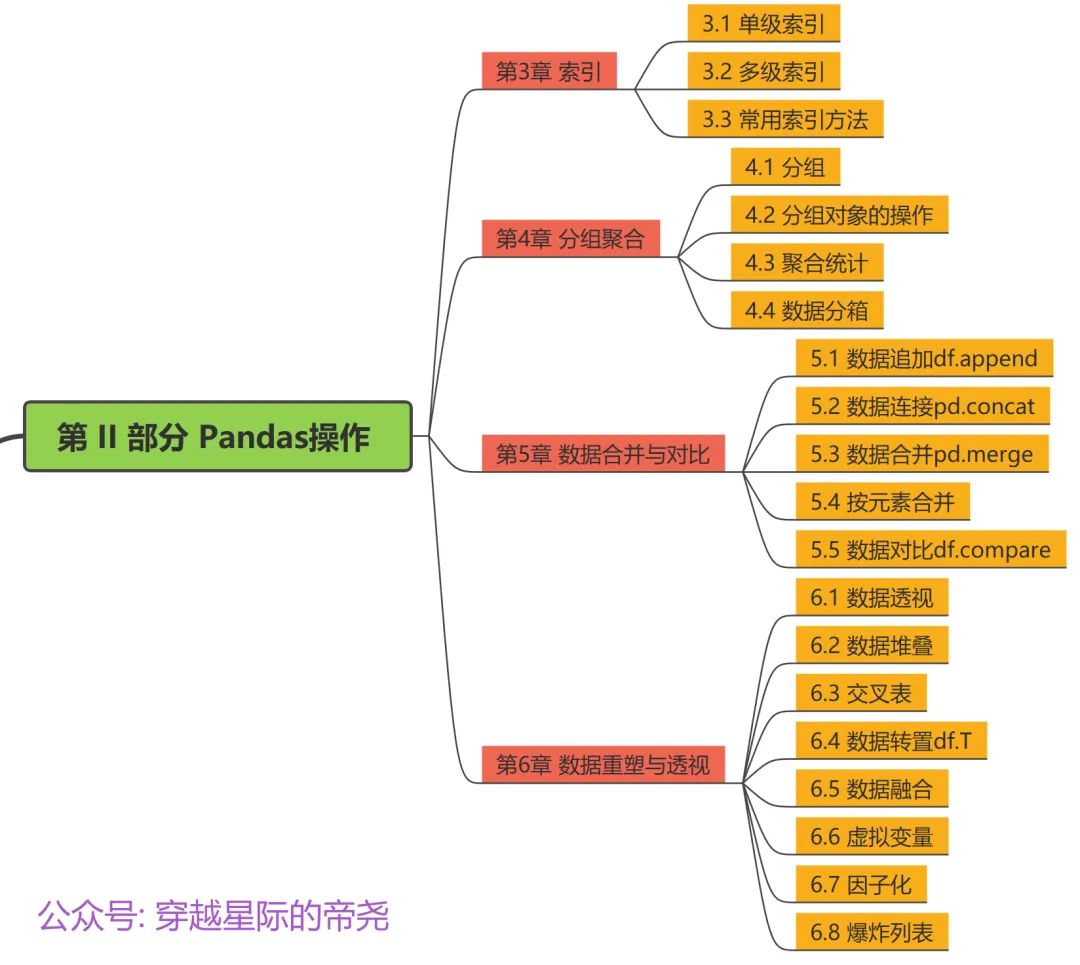 第 II 部分 Pandas操作
第3章 索引
3.1 单级索引
3.2 多级索引
3.3 常用索引方法
第4章 分组聚合
4.1 分组
4.2 分组对象的操作
4.3 聚合统计
4.4 数据分箱
第5章 数据合并与对比
5.1 数据追加df.append
5.2 数据连接pd.concat
5.3 数据合并pd.merge
5.4 按元素合并
5.5 数据对比df.compare
第6章 数据重塑与透视
6.1 数据透视
6.2 数据堆叠
6.3 交叉表
6.4 数据转置df.T
6.5 数据融合
6.6 虚拟变量
6.7 因子化
6.8 爆炸列表
公众号: 穿越星际的帝尧